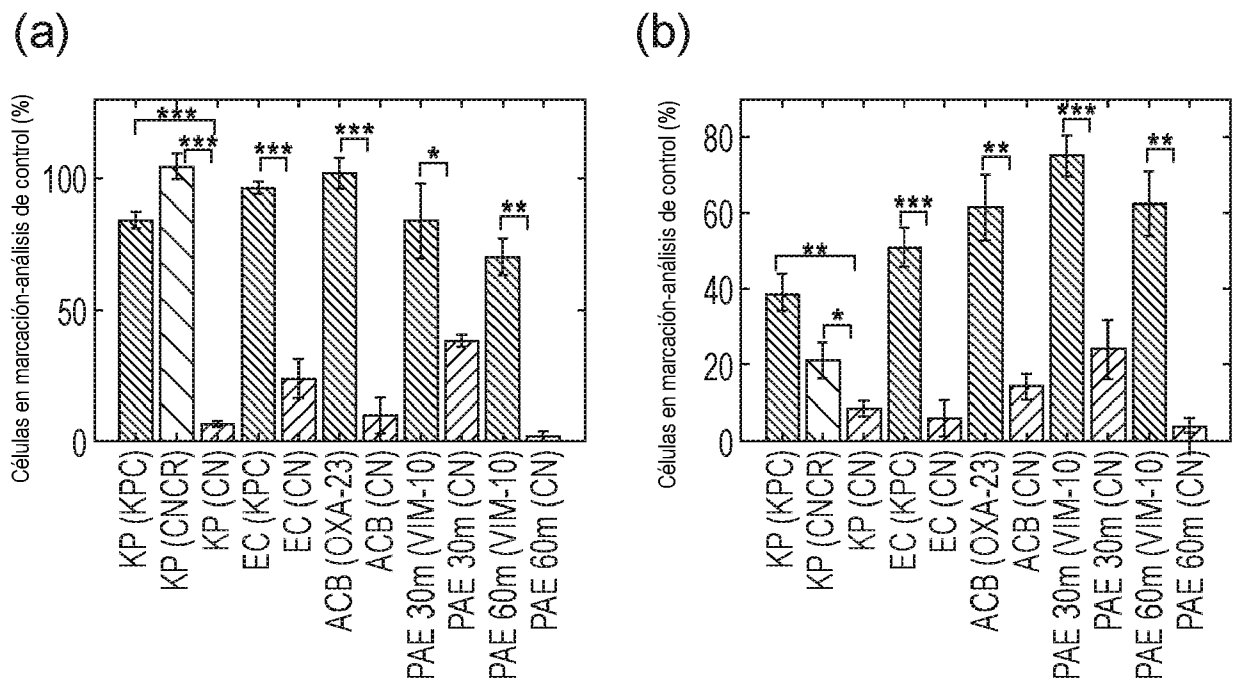 (a)
Células en marcación-análisis de control (%)
100
50
0
***
***
***
***
*
**
KP (KPC)
KP (CNCR)
KP (CN)
EC (KPC)
EC (CN)
ACB (OXA-23)
ACB (CN)
PAE 30m (VIM-10)
PAE 30m (CN)
PAE 60m (VIM-10)
PAE 60m (CN)
(b)
Células en marcación-análisis de control (%)
80
60
40
20
0
**
*
***
**
***
**
KP (KPC)
KP (CNCR)
KP (CN)
EC (KPC)
EC (CN)
ACB (OXA-23)
ACB (CN)
PAE 30m (VIM-10)
PAE 30m (CN)
PAE 60m (VIM-10)
PAE 60m (CN)